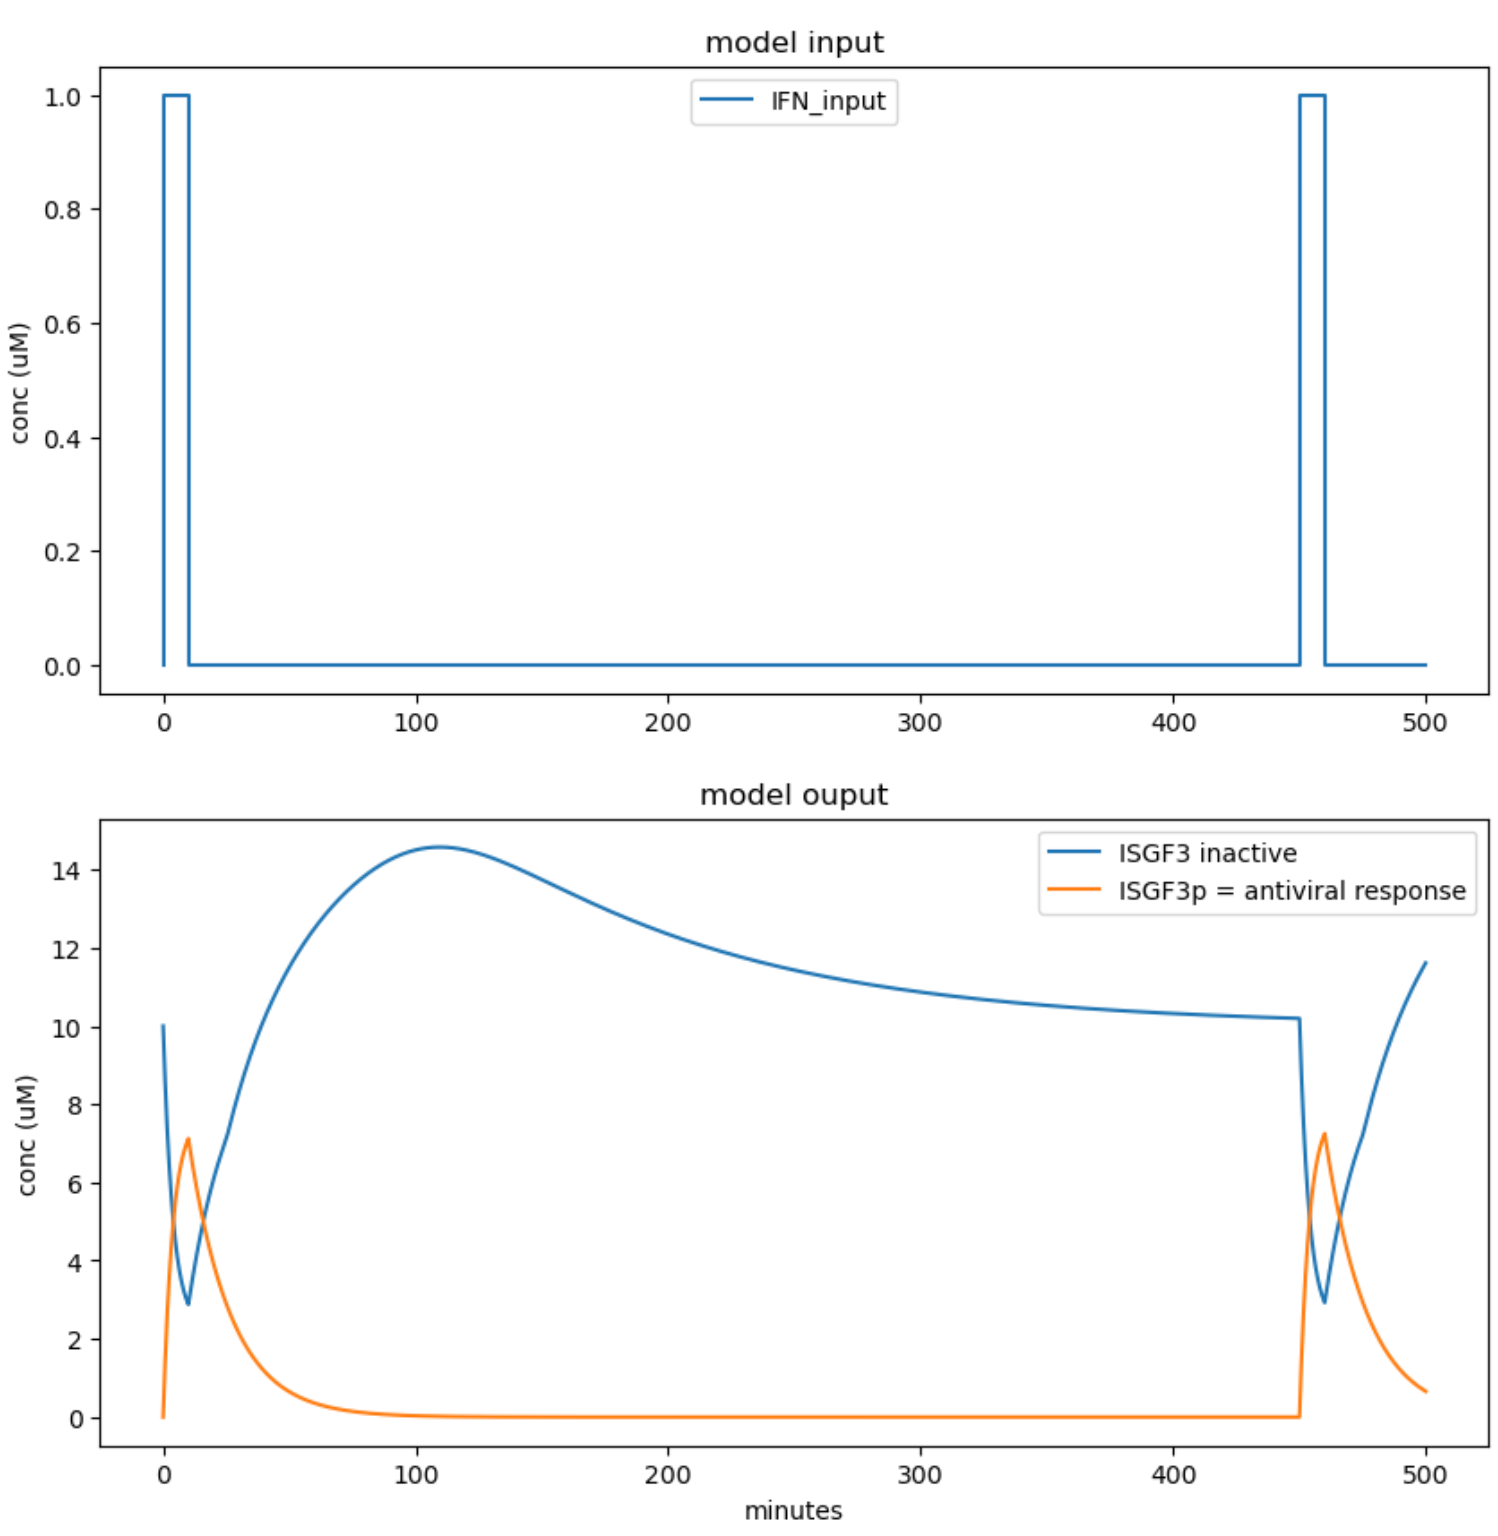 model input
IFN_input
1.0
0.8
0.6
0.4
0.2
0.0
conc (uM)
0 100 200 300 400 500
model ouput
ISGF3 inactive
ISGF3p = antiviral response
14
12
10
8
6
4
2
0
conc (uM)
0 100 200 300 400 500
minutes